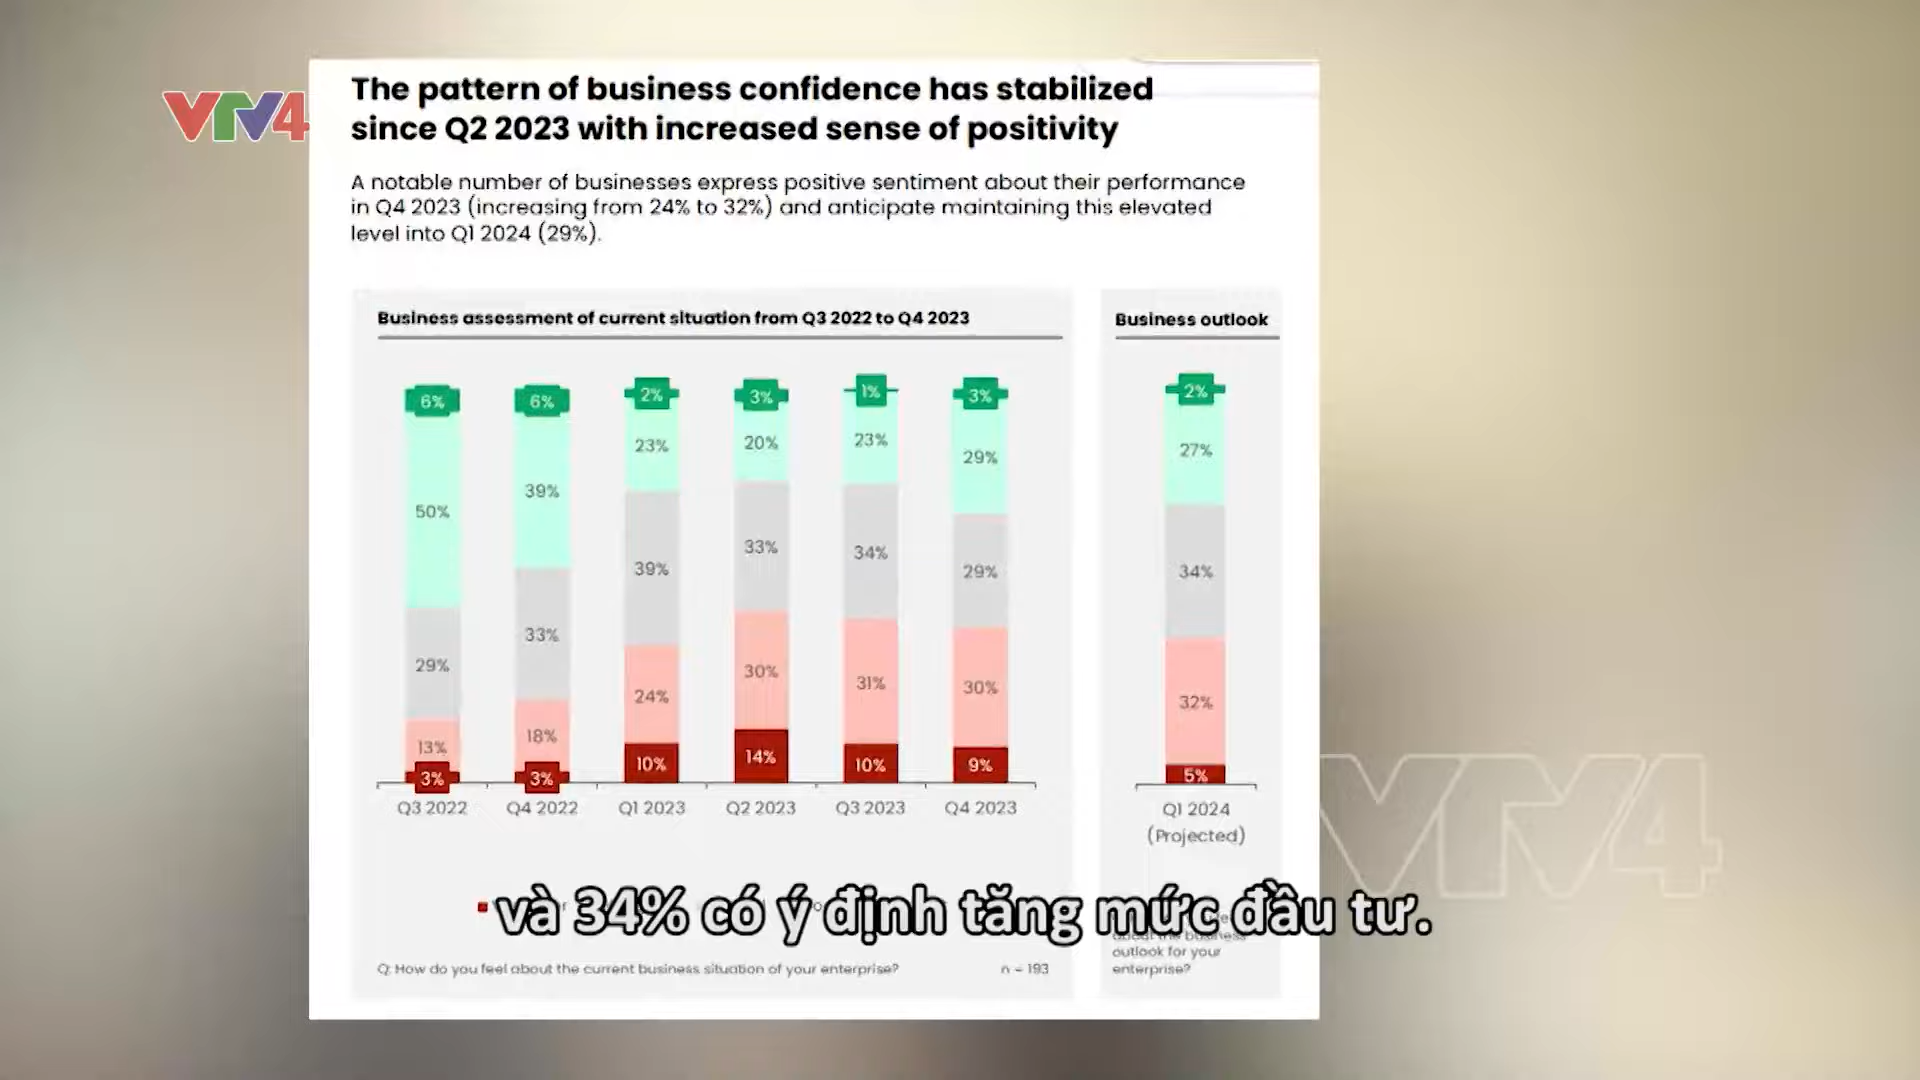 VTV4
The pattern of business confidence has stabilized
since Q2 2023 with increased sense of positivity
A notable number of businesses express positive sentiment about their performance
in Q4 2023 (increasing from 24% to 32%) and anticipate maintaining this elevated
level into Q1 2024 (29%).
Business assessment of current situation from Q3 2022 to Q4 2023
6% 6% 2% 3% 1% 3%
50% 39% 23% 20% 23% 29%
29% 33% 39% 33% 34% 29%
13% 18% 24% 30% 31% 30%
3% 3% 10% 14% 10% 9%
Q3 2022 Q4 2022 Q1 2023 Q2 2023 Q3 2023 Q4 2023
Q: How do you feel about the current business situation of your enterprise? n = 193
Business outlook
2%
27%
34%
32%
5%
Q1 2024
(Projected)
about the business
outlook for your
enterprise?
và 34% có ý định tăng mức đầu tư.
VTV4